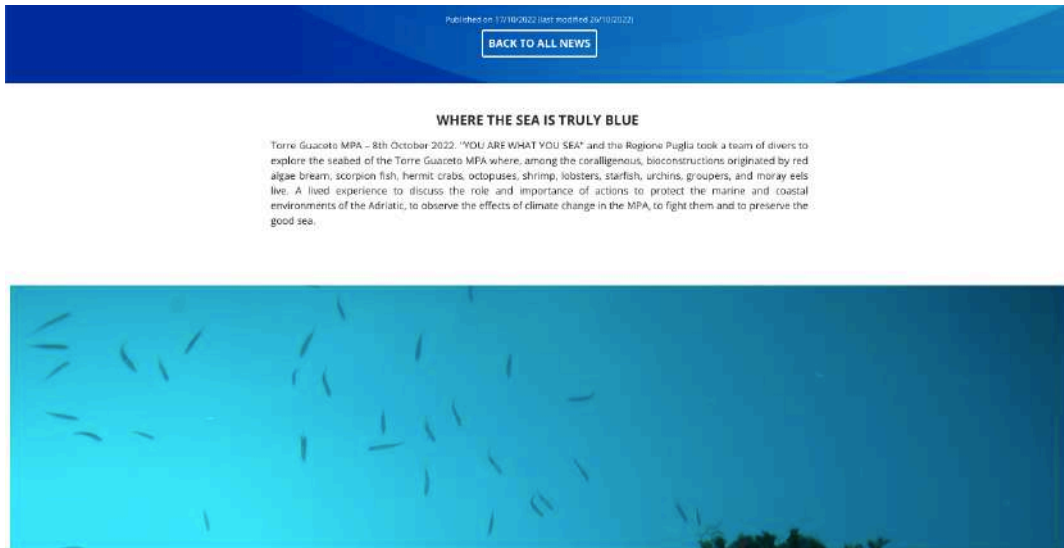 Published on 17/10/2022 (last modified 26/10/2022)
BACK TO ALL NEWS
WHERE THE SEA IS TRULY BLUE
Torre Guaceto MPA – 8th October 2022. "YOU ARE WHAT YOU SEA" and the Regione Puglia took a team of divers to
explore the seabed of the Torre Guaceto MPA where, among the coralligenous, bioconstructions originated by red
algae bream, scorpion fish, hermit crabs, octopuses, shrimp, lobsters, starfish, urchins, groupers, and moray eels
live. A lived experience to discuss the role and importance of actions to protect the marine and coastal
environments of the Adriatic, to observe the effects of climate change in the MPA, to fight them and to preserve the
good sea.